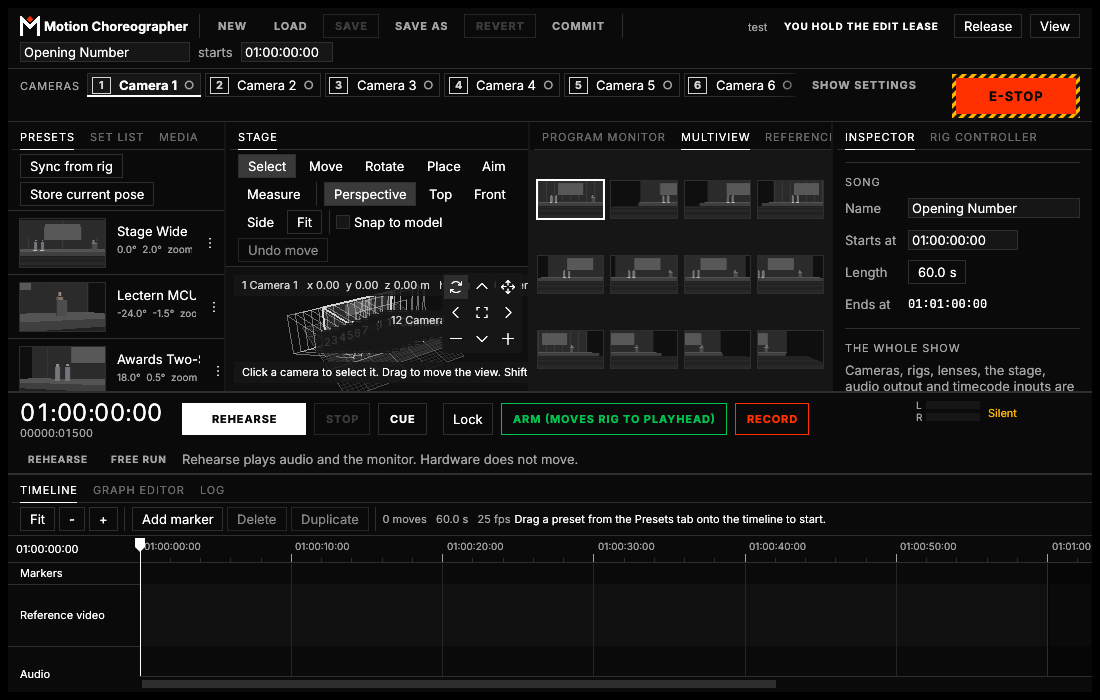 Motion Choreographer NEW LOAD SAVE SAVE AS REVERT COMMIT test YOU HOLD THE EDIT LEASE Release View
Opening Number starts 01:00:00:00
CAMERAS 1 Camera 1 2 Camera 2 3 Camera 3 4 Camera 4 5 Camera 5 6 Camera 6 SHOW SETTINGS E-STOP
PRESETS SET LIST MEDIA
Sync from rig
Store current pose
Stage Wide
0.0° 2.0° zoom
Lectern MCU
-24.0° -1.5° zoo
Awards Two-S
18.0° 0.5° zoom
STAGE
Select Move Rotate Place Aim
Measure Perspective Top Front
Side Fit Snap to model
Undo move
1 Camera 1 x 0.00 y 0.00 z 0.00 m
12 Camera
Click a camera to select it. Drag to move the view. Shift
PROGRAM MONITOR MULTIVIEW REFERENC
INSPECTOR RIG CONTROLLER
SONG
Name Opening Number
Starts at 01:00:00:00
Length 60.0 s
Ends at 01:01:00:00
THE WHOLE SHOW
Cameras, rigs, lenses, the stage,
audio output and timecode inputs are
01:00:00:00
00000:01500
REHEARSE STOP CUE Lock ARM (MOVES RIG TO PLAYHEAD) RECORD
L
R
Silent
REHEARSE FREE RUN Rehearse plays audio and the monitor. Hardware does not move.
TIMELINE GRAPH EDITOR LOG
Fit - + Add marker Delete Duplicate 0 moves 60.0 s 25 fps Drag a preset from the Presets tab onto the timeline to start.
01:00:00:00 01:00:00:00 01:00:10:00 01:00:20:00 01:00:30:00 01:00:40:00 01:00:50:00 01:01:00
Markers
Reference video
Audio